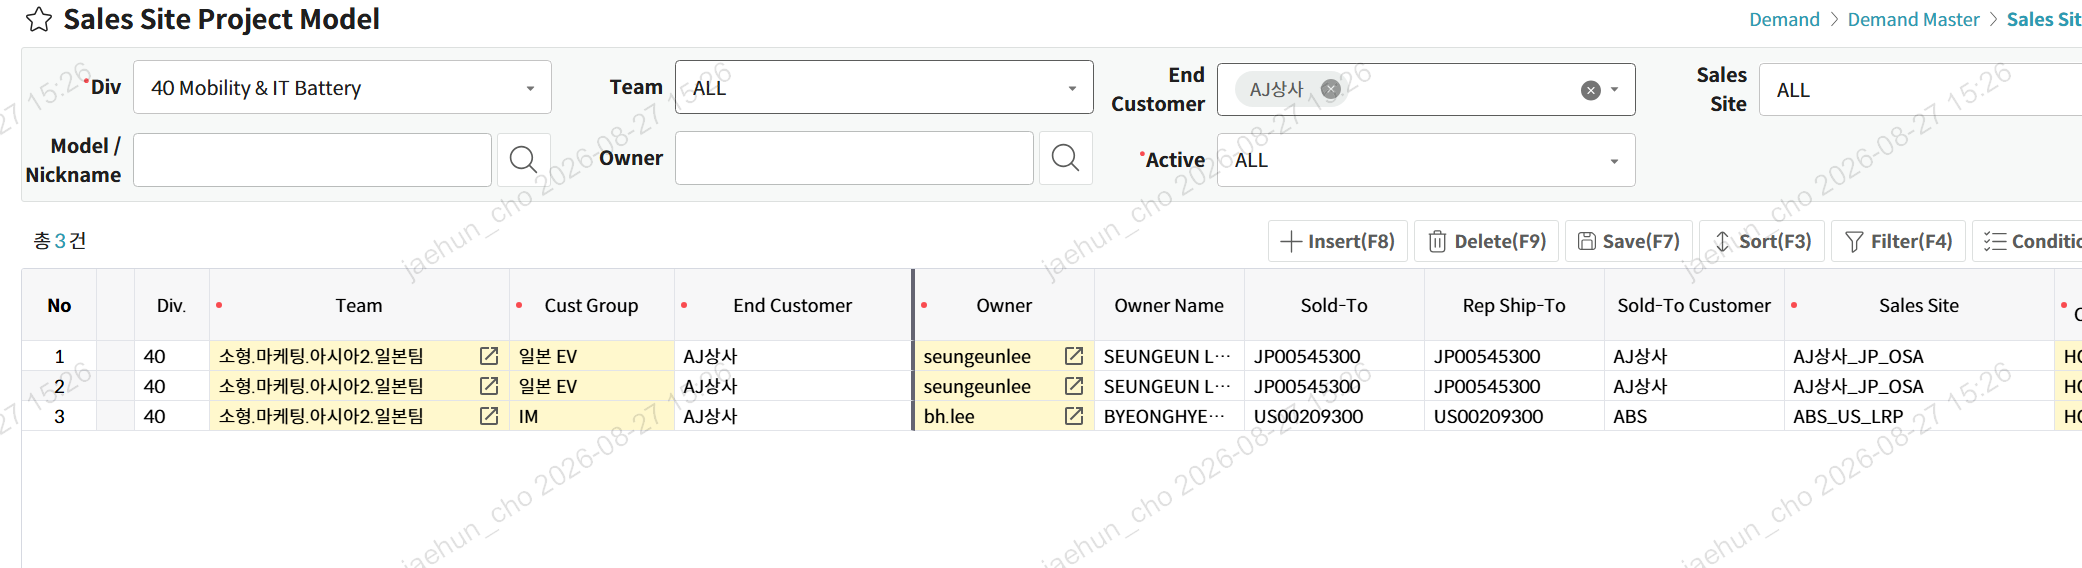 Sales Site Project Model
Demand > Demand Master > Sales Sit
Div 40 Mobility & IT Battery Team ALL End Customer AJ상사 Sales Site ALL
Model / Nickname Owner Active ALL
총 3 건 Insert(F8) Delete(F9) Save(F7) Sort(F3) Filter(F4) Conditio
No Div. Team Cust Group End Customer Owner Owner Name Sold-To Rep Ship-To Sold-To Customer Sales Site
1 40 소형.마케팅.아시아2.일본팀 일본 EV AJ상사 seungeunlee SEUNGEUN L··· JP00545300 JP00545300 AJ상사 AJ상사_JP_OSA HC
2 40 소형.마케팅.아시아2.일본팀 일본 EV AJ상사 seungeunlee SEUNGEUN L··· JP00545300 JP00545300 AJ상사 AJ상사_JP_OSA HC
3 40 소형.마케팅.아시아2.일본팀 IM AJ상사 bh.lee BYEONGHYE··· US00209300 US00209300 ABS ABS_US_LRP HC
jaehun_cho 2026-08-27 15:26